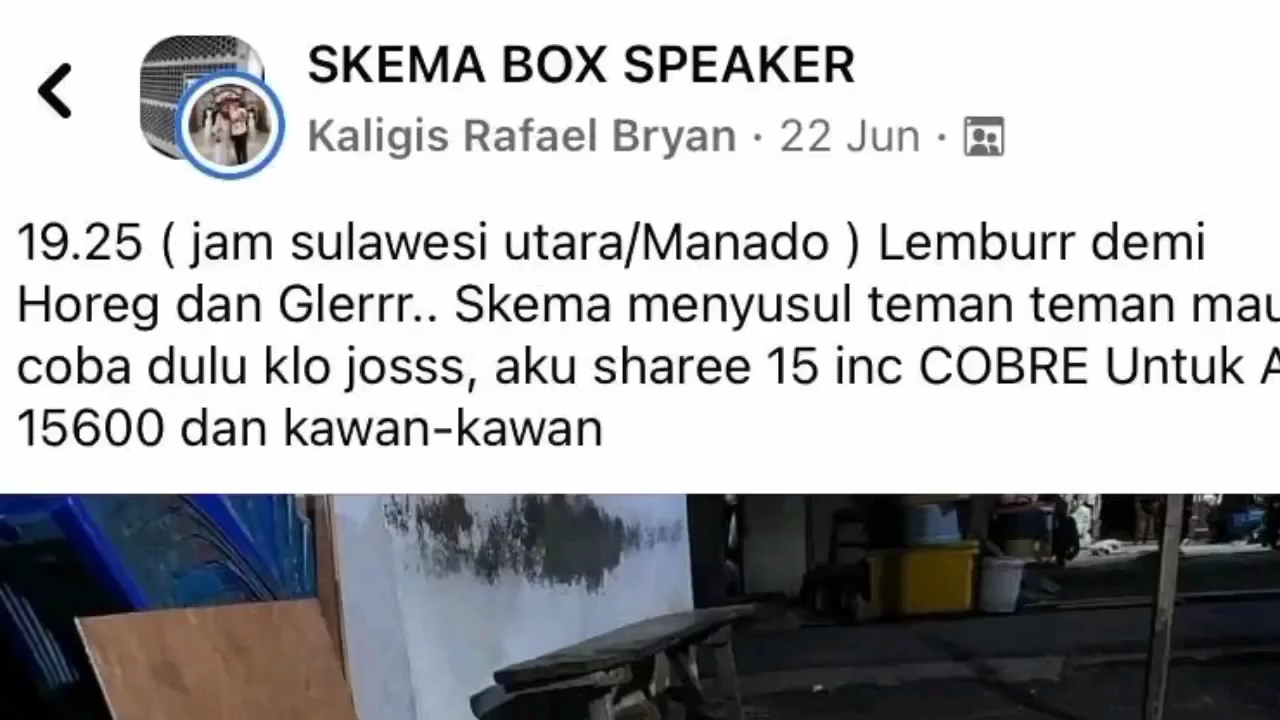 SKEMA BOX SPEAKER
Kaligis Rafael Bryan · 22 Jun ·
19.25 ( jam sulawesi utara/Manado ) Lemburr demi
Horeg dan Glerrr.. Skema menyusul teman teman mau
coba dulu klo josss, aku sharee 15 inc COBRE Untuk
15600 dan kawan-kawan